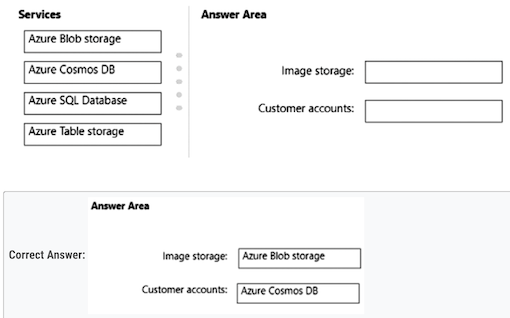 Services
Answer Area
Azure Blob storage
Azure Cosmos DB
Azure SQL Database
Azure Table storage
Image storage:
Customer accounts:
Answer Area
Correct Answer:
Image storage: Azure Blob storage
Customer accounts: Azure Cosmos DB